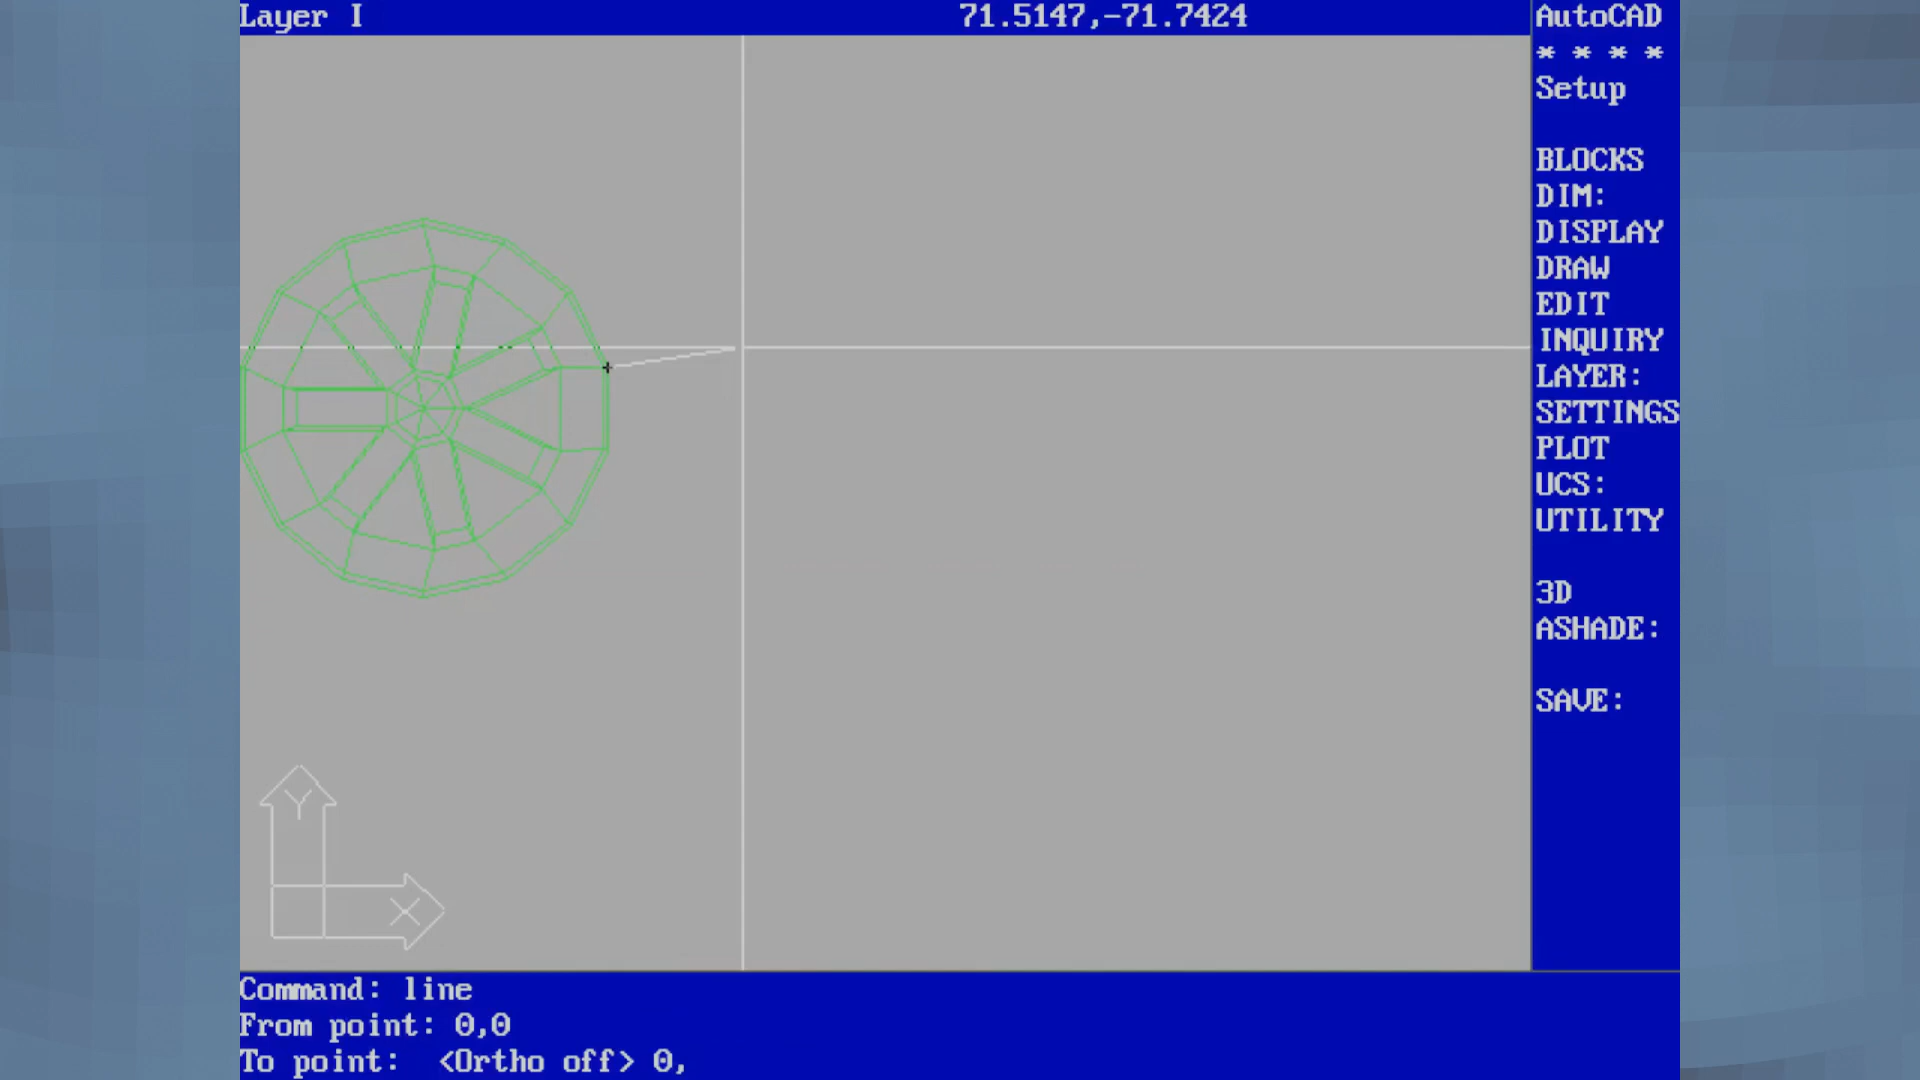 Layer I 71.5147,-71.7424
AutoCAD
* * * *
Setup
BLOCKS
DIM:
DISPLAY
DRAW
EDIT
INQUIRY
LAYER:
SETTINGS
PLOT
UCS:
UTILITY
3D
ASHADE:
SAVE:
Y
X
Command: line
From point: 0,0
To point: <Ortho off> 0,